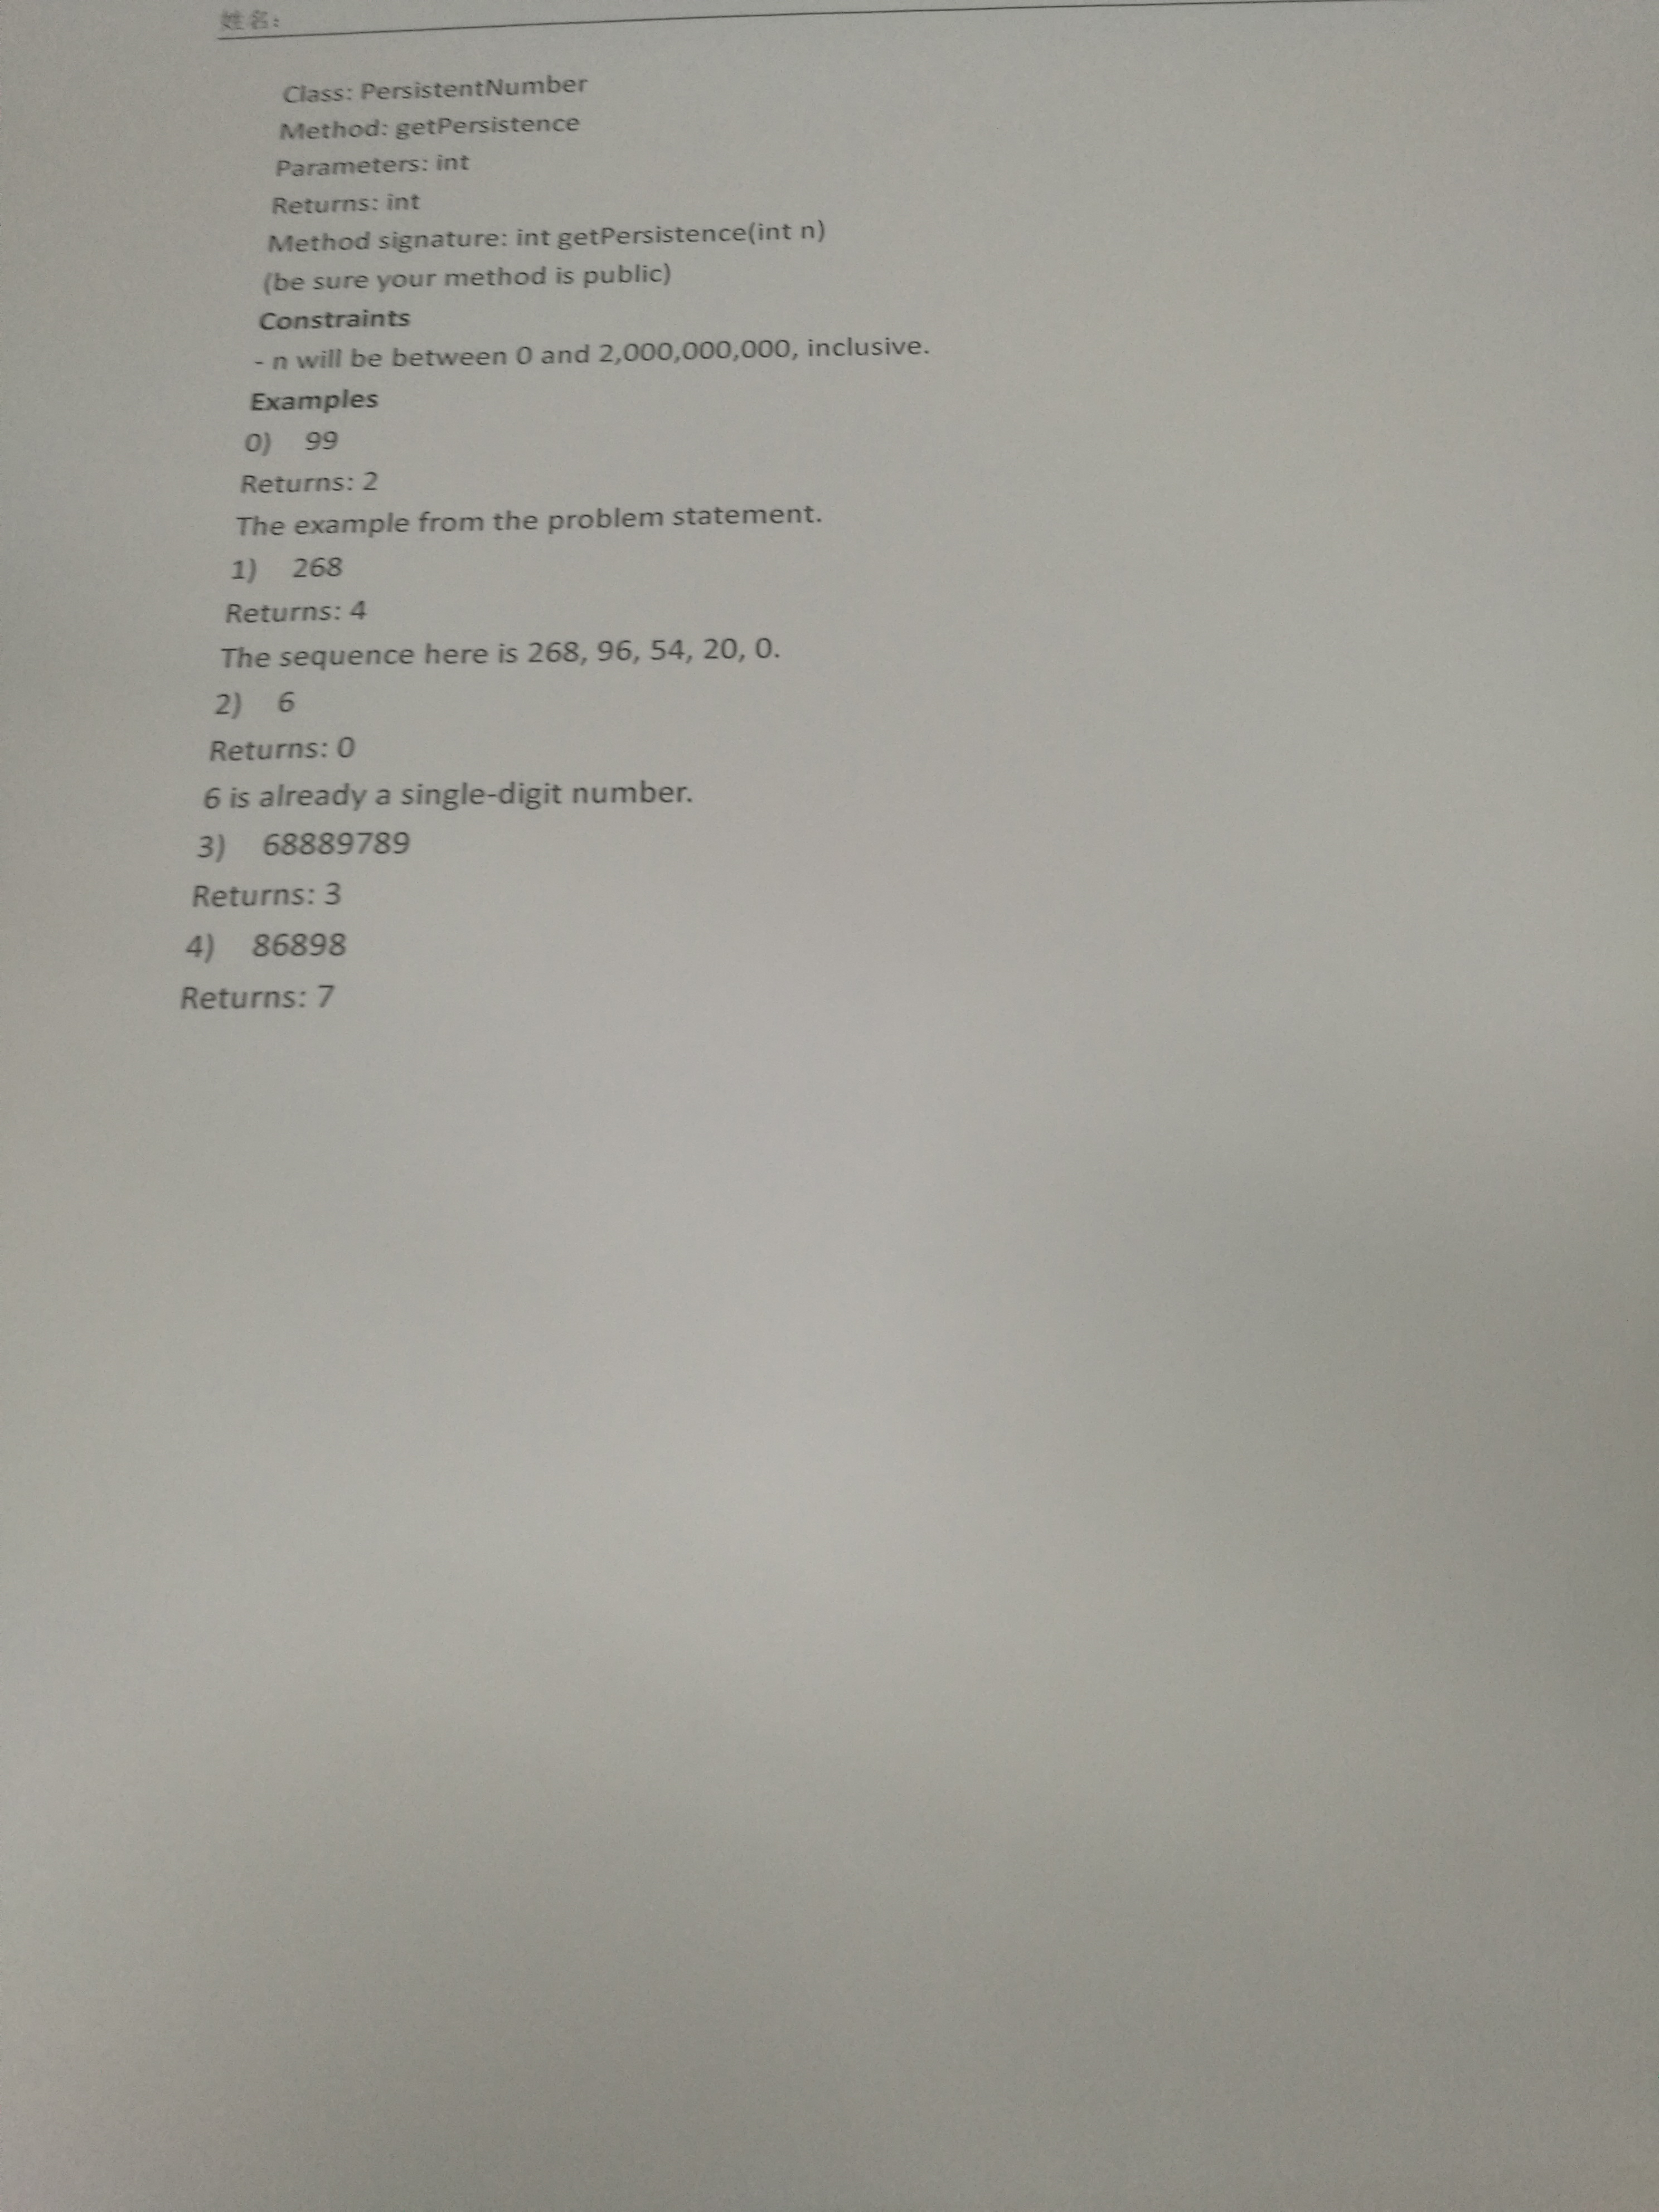 姓名：
Class: PersistentNumber
Method: getPersistence
Parameters: int
Returns: int
Method signature: int getPersistence(int n)
(be sure your method is public)
Constraints
- n will be between 0 and 2,000,000,000, inclusive.
Examples
0) 99
Returns: 2
The example from the problem statement.
1) 268
Returns: 4
The sequence here is 268, 96, 54, 20, 0.
2) 6
Returns: 0
6 is already a single-digit number.
3) 68889789
Returns: 3
4) 86898
Returns: 7